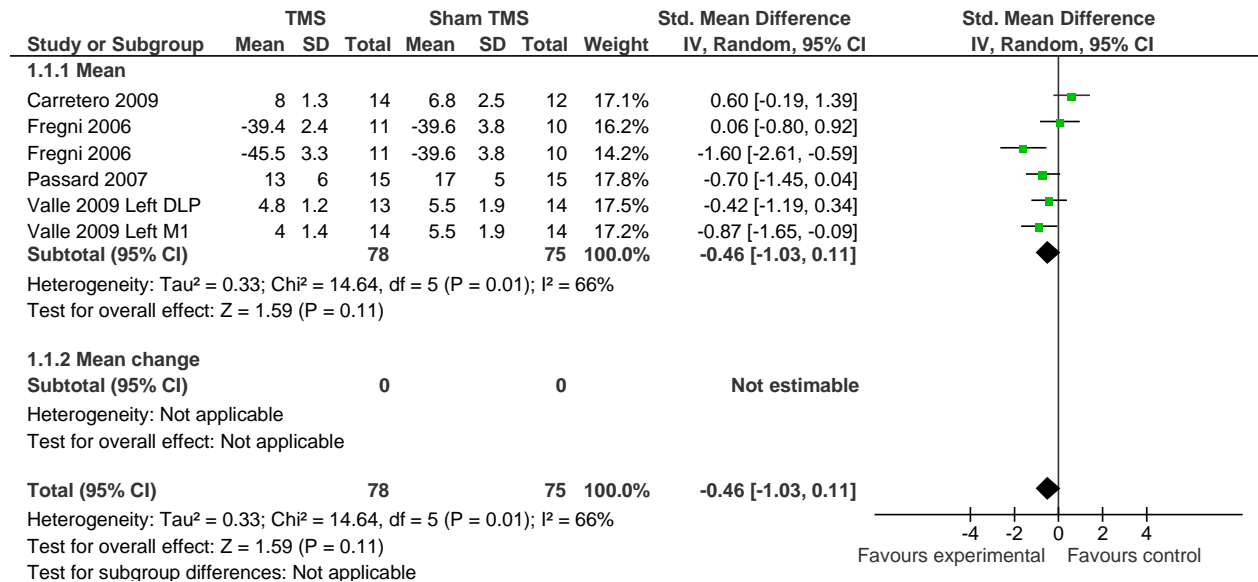 TMS Sham TMS Std. Mean Difference Std. Mean Difference
Study or Subgroup Mean SD Total Mean SD Total Weight IV, Random, 95% CI IV, Random, 95% CI
1.1.1 Mean
Carretero 2009 8 1.3 14 6.8 2.5 12 17.1% 0.60 [-0.19, 1.39]
Fregni 2006 -39.4 2.4 11 -39.6 3.8 10 16.2% 0.06 [-0.80, 0.92]
Fregni 2006 -45.5 3.3 11 -39.6 3.8 10 14.2% -1.60 [-2.61, -0.59]
Passard 2007 13 6 15 17 5 15 17.8% -0.70 [-1.45, 0.04]
Valle 2009 Left DLP 4.8 1.2 13 5.5 1.9 14 17.5% -0.42 [-1.19, 0.34]
Valle 2009 Left M1 4 1.4 14 5.5 1.9 14 17.2% -0.87 [-1.65, -0.09]
Subtotal (95% CI) 78 75 100.0% -0.46 [-1.03, 0.11]
Heterogeneity: Tau² = 0.33; Chi² = 14.64, df = 5 (P = 0.01); I² = 66%
Test for overall effect: Z = 1.59 (P = 0.11)
1.1.2 Mean change
Subtotal (95% CI) 0 0 Not estimable
Heterogeneity: Not applicable
Test for overall effect: Not applicable
Total (95% CI) 78 75 100.0% -0.46 [-1.03, 0.11]
Heterogeneity: Tau² = 0.33; Chi² = 14.64, df = 5 (P = 0.01); I² = 66%
Test for overall effect: Z = 1.59 (P = 0.11)
Test for subgroup differences: Not applicable
-4 -2 0 2 4
Favours experimental Favours control